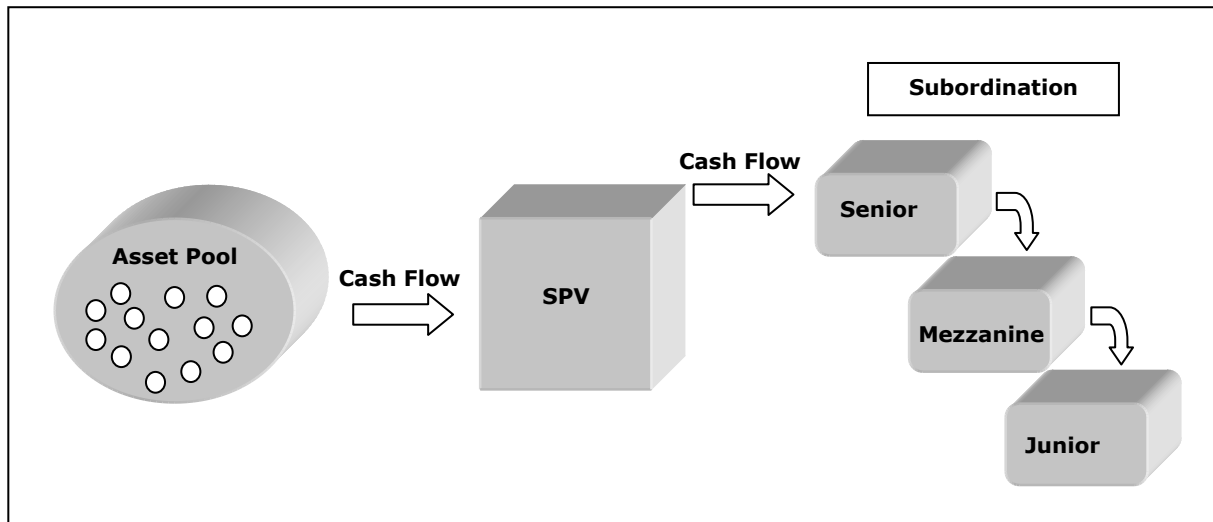 Subordination
Cash Flow
Senior
Asset Pool
Cash Flow
SPV
Mezzanine
Junior